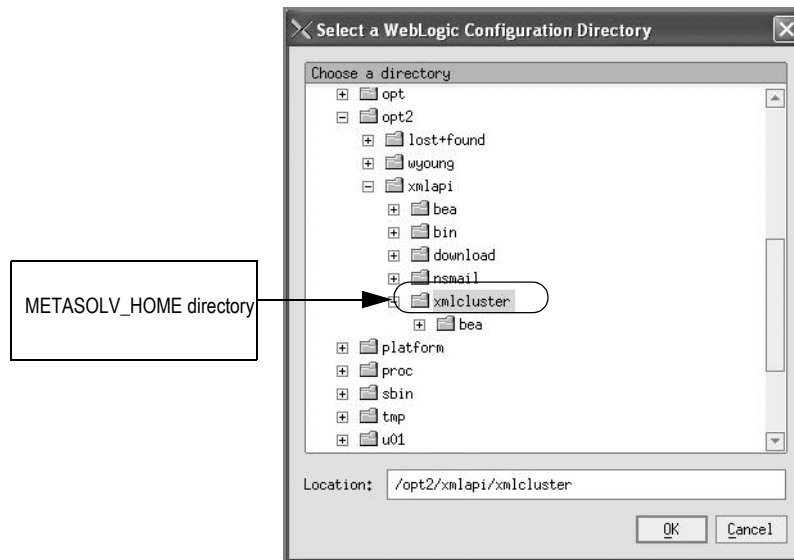 Select a WebLogic Configuration Directory
Choose a directory
opt
opt2
lost+found
wyoung
xmlapi
bea
bin
download
nsmail
METASOLV_HOME directory
xmlcluster
bea
platform
proc
sbin
tmp
u01
Location: /opt2/xmlapi/xmlcluster
OK Cancel